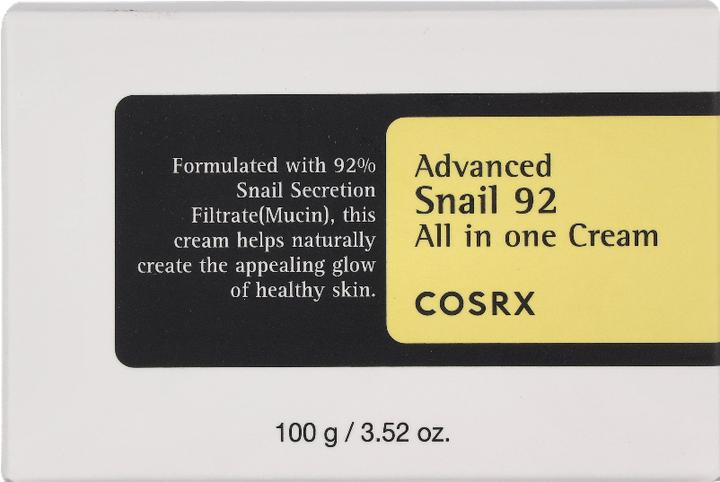 Formulated with 92%
Snail Secretion
Filtrate(Mucin), this
cream helps naturally
create the appealing glow
of healthy skin.
Advanced
Snail 92
All in one Cream
COSRX
100 g / 3.52 oz.